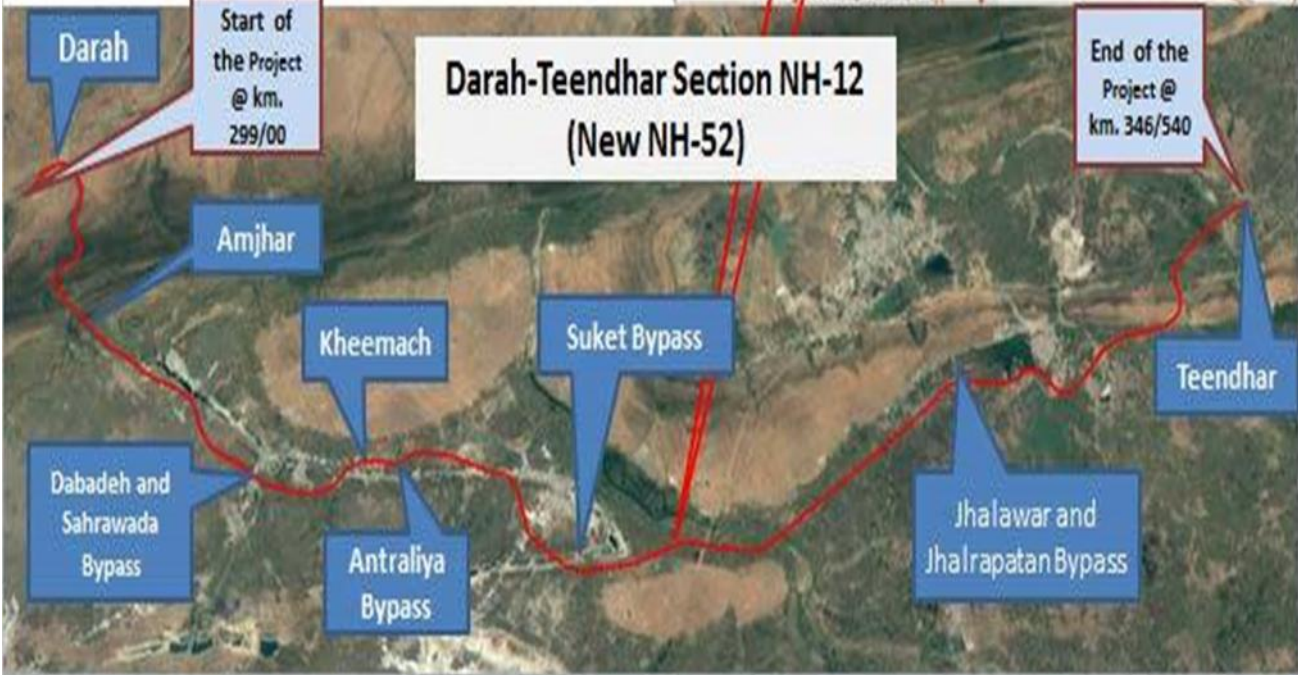 Darah
Start of
the Project
@ km.
299/00
Darah-Teendhar Section NH-12
(New NH-52)
End of the
Project @
km. 346/540
Amjhar
Kheemach
Suket Bypass
Teendhar
Dabadeh and
Sahrawada
Bypass
Antraliya
Bypass
Jhalawar and
Jhalrapatan Bypass